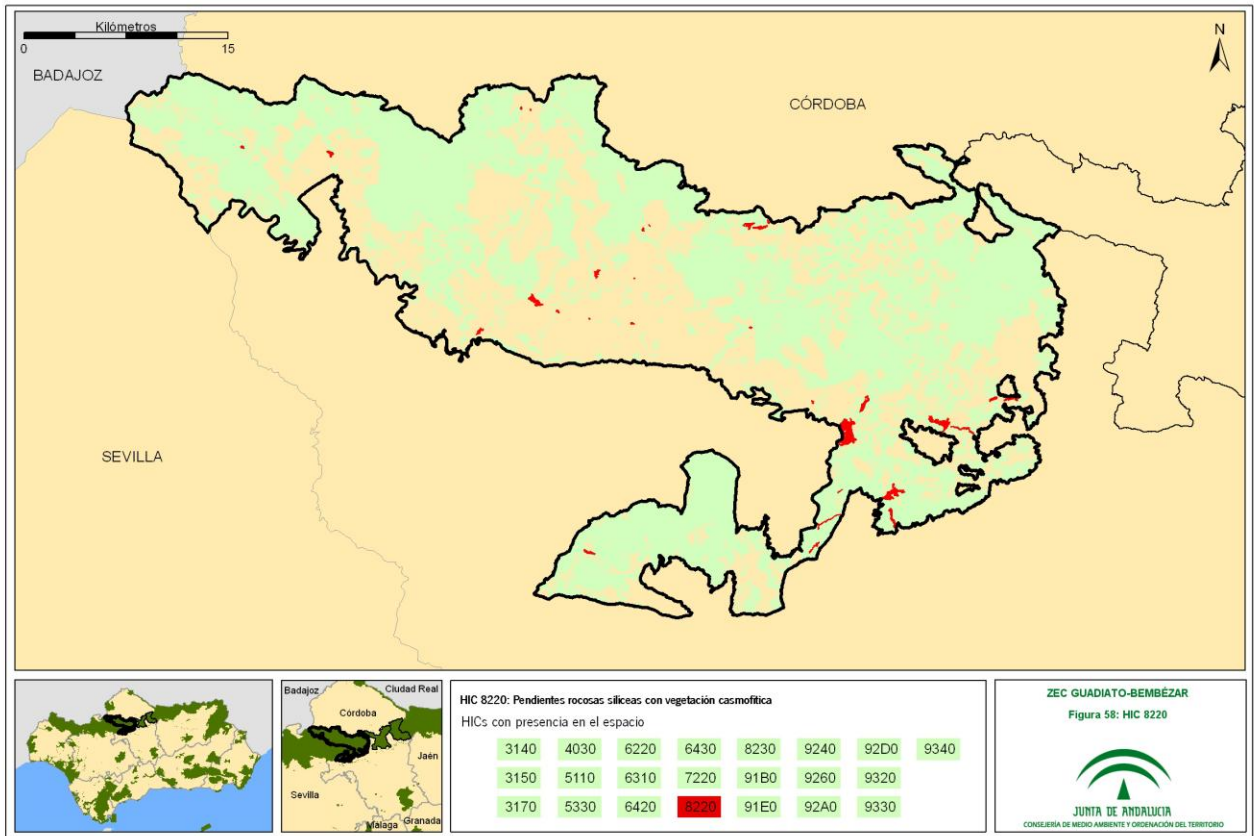 Kilómetros
0 15
N
BADAJOZ
CÓRDOBA
SEVILLA
Badajoz
Ciudad Real
Córdoba
Jaén
Sevilla
Málaga
Granada
HIC 8220: Pendientes rocosas silíceas con vegetación casmofítica
HICs con presencia en el espacio
3140 4030 6220 6430 8230 9240 92D0 9340
3150 5110 6310 7220 91B0 9260 9320
3170 5330 6420 8220 91E0 92A0 9330
ZEC GUADIATO-BEMBÉZAR
Figura 58: HIC 8220
JUNTA DE ANDALUCIA
CONSEJERÍA DE MEDIO AMBIENTE Y ORDENACIÓN DEL TERRITORIO